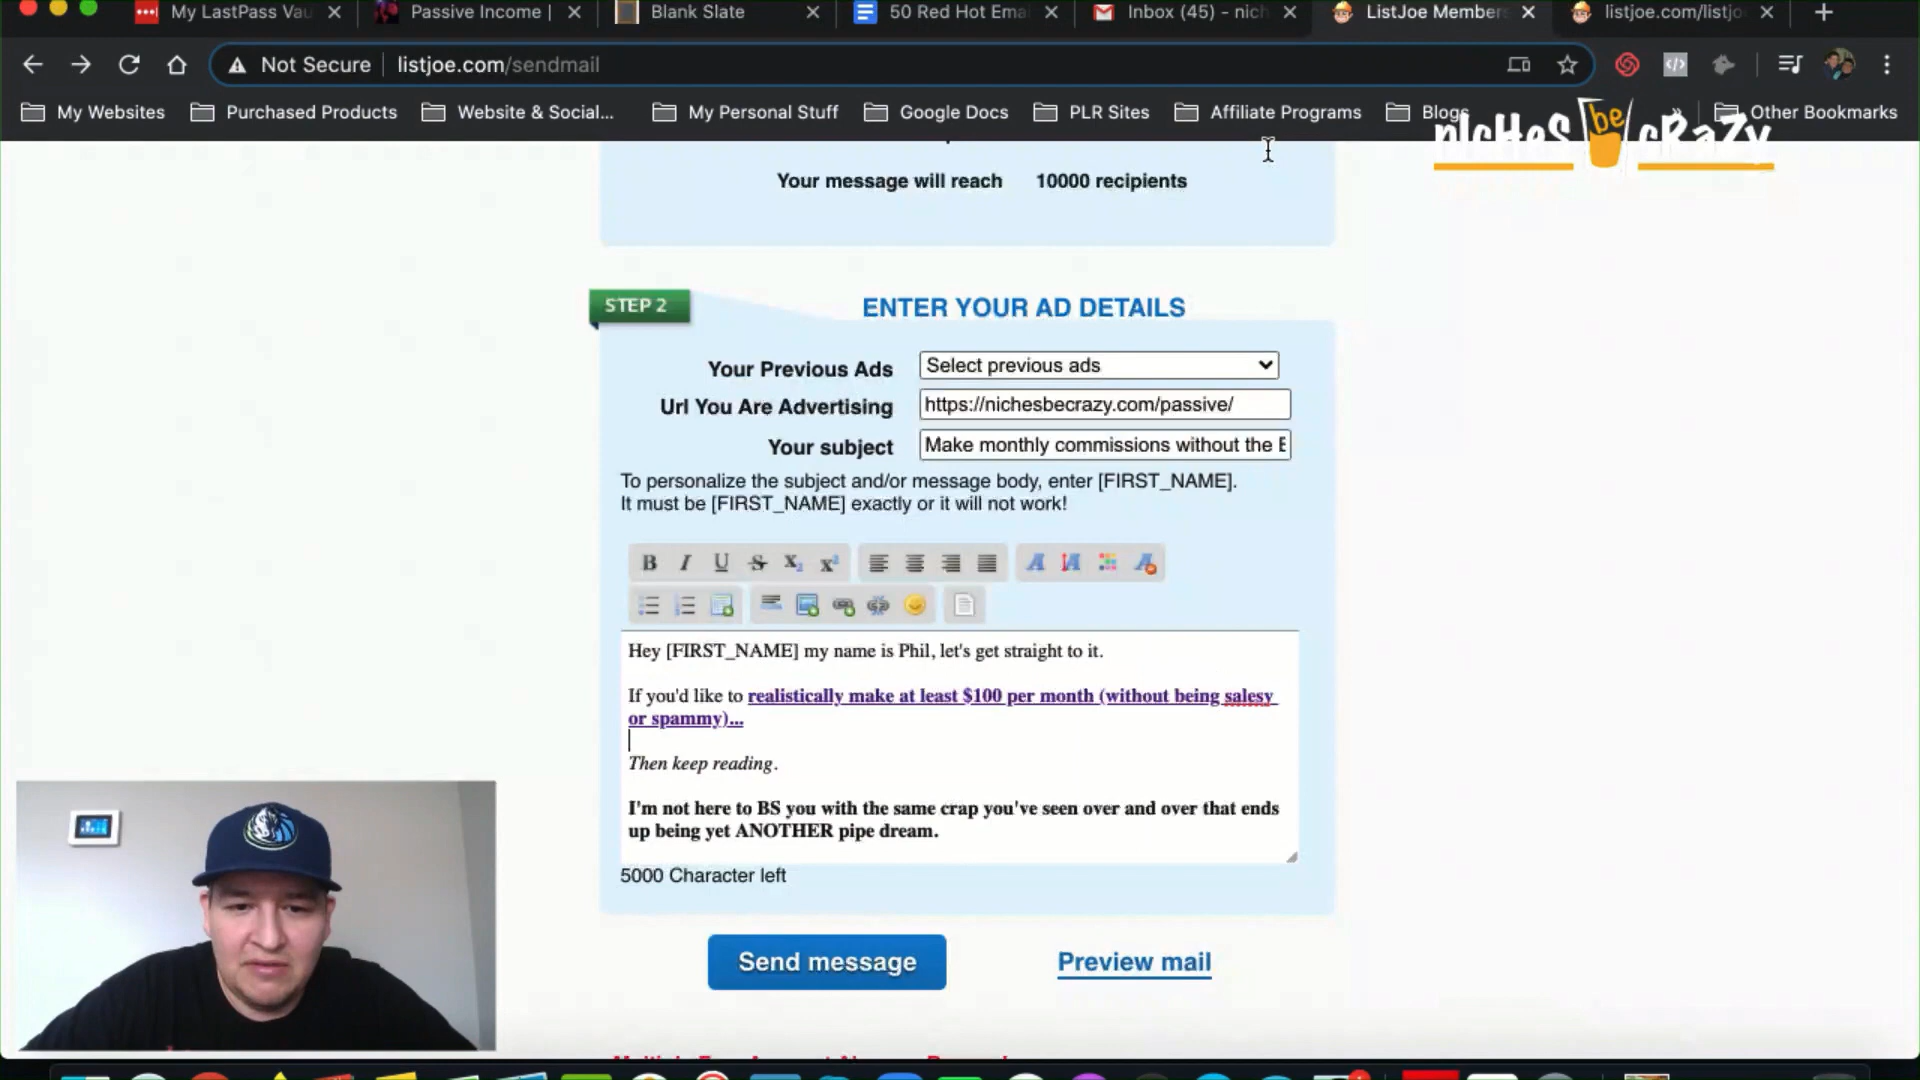 My LastPass Vau
Passive Income |
Blank Slate
50 Red Hot Emai
Inbox (45) - nich
ListJoe Members
listjoe.com/listjo
Not Secure
listjoe.com/sendmail
My Websites
Purchased Products
Website & Social...
My Personal Stuff
Google Docs
PLR Sites
Affiliate Programs
Blogs
»
Other Bookmarks
nIcHeS be cRaZy
Your message will reach 10000 recipients
STEP 2
ENTER YOUR AD DETAILS
Your Previous Ads Select previous ads
Url You Are Advertising https://nichesbecrazy.com/passive/
Your subject Make monthly commissions without the B
To personalize the subject and/or message body, enter [FIRST_NAME].
It must be [FIRST_NAME] exactly or it will not work!
Hey [FIRST_NAME] my name is Phil, let's get straight to it.
If you'd like to realistically make at least $100 per month (without being salesy
or spammy)...
Then keep reading.
I'm not here to BS you with the same crap you've seen over and over that ends
up being yet ANOTHER pipe dream.
5000 Character left
Send message
Preview mail